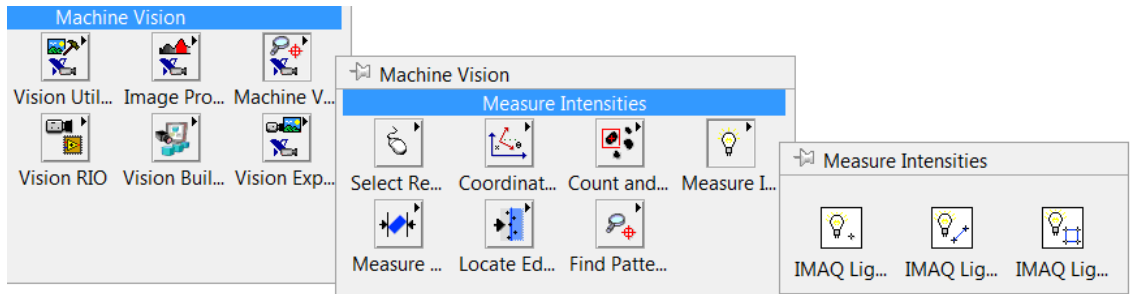 Machine Vision
Vision Util... Image Pro... Machine V...
Vision RIO Vision Buil... Vision Exp...
Machine Vision
Measure Intensities
Select Re... Coordinat... Count and... Measure I...
Measure ... Locate Ed... Find Patte...
Measure Intensities
IMAQ Lig... IMAQ Lig... IMAQ Lig...